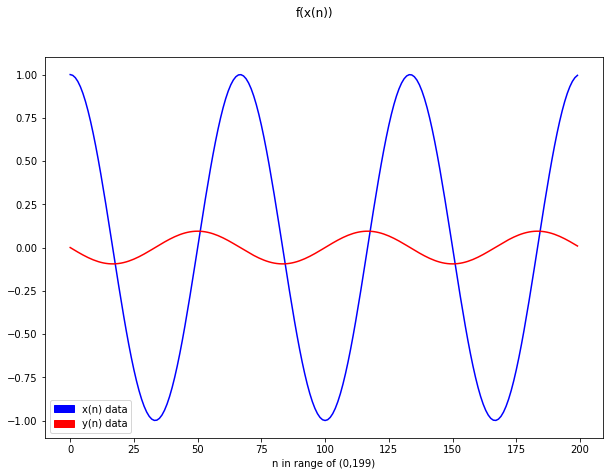 f(x(n))
1.00
0.75
0.50
0.25
0.00
−0.25
−0.50
−0.75
−1.00
x(n) data
y(n) data
0 25 50 75 100 125 150 175 200
n in range of (0,199)